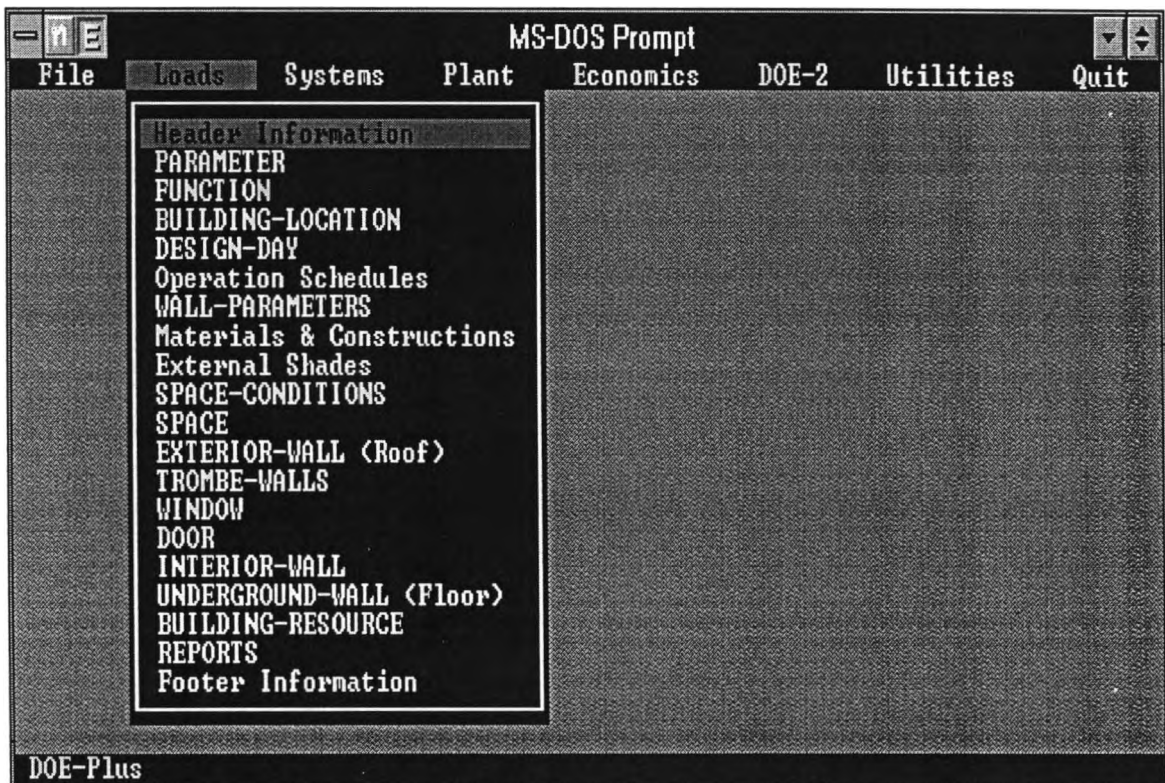 MS-DOS Prompt
File Loads Systems Plant Economics DOE-2 Utilities Quit
Header Information
PARAMETER
FUNCTION
BUILDING-LOCATION
DESIGN-DAY
Operation Schedules
WALL-PARAMETERS
Materials & Constructions
External Shades
SPACE-CONDITIONS
SPACE
EXTERIOR-WALL (Roof)
TROMBE-WALLS
WINDOW
DOOR
INTERIOR-WALL
UNDERGROUND-WALL (Floor)
BUILDING-RESOURCE
REPORTS
Footer Information
DOE-Plus